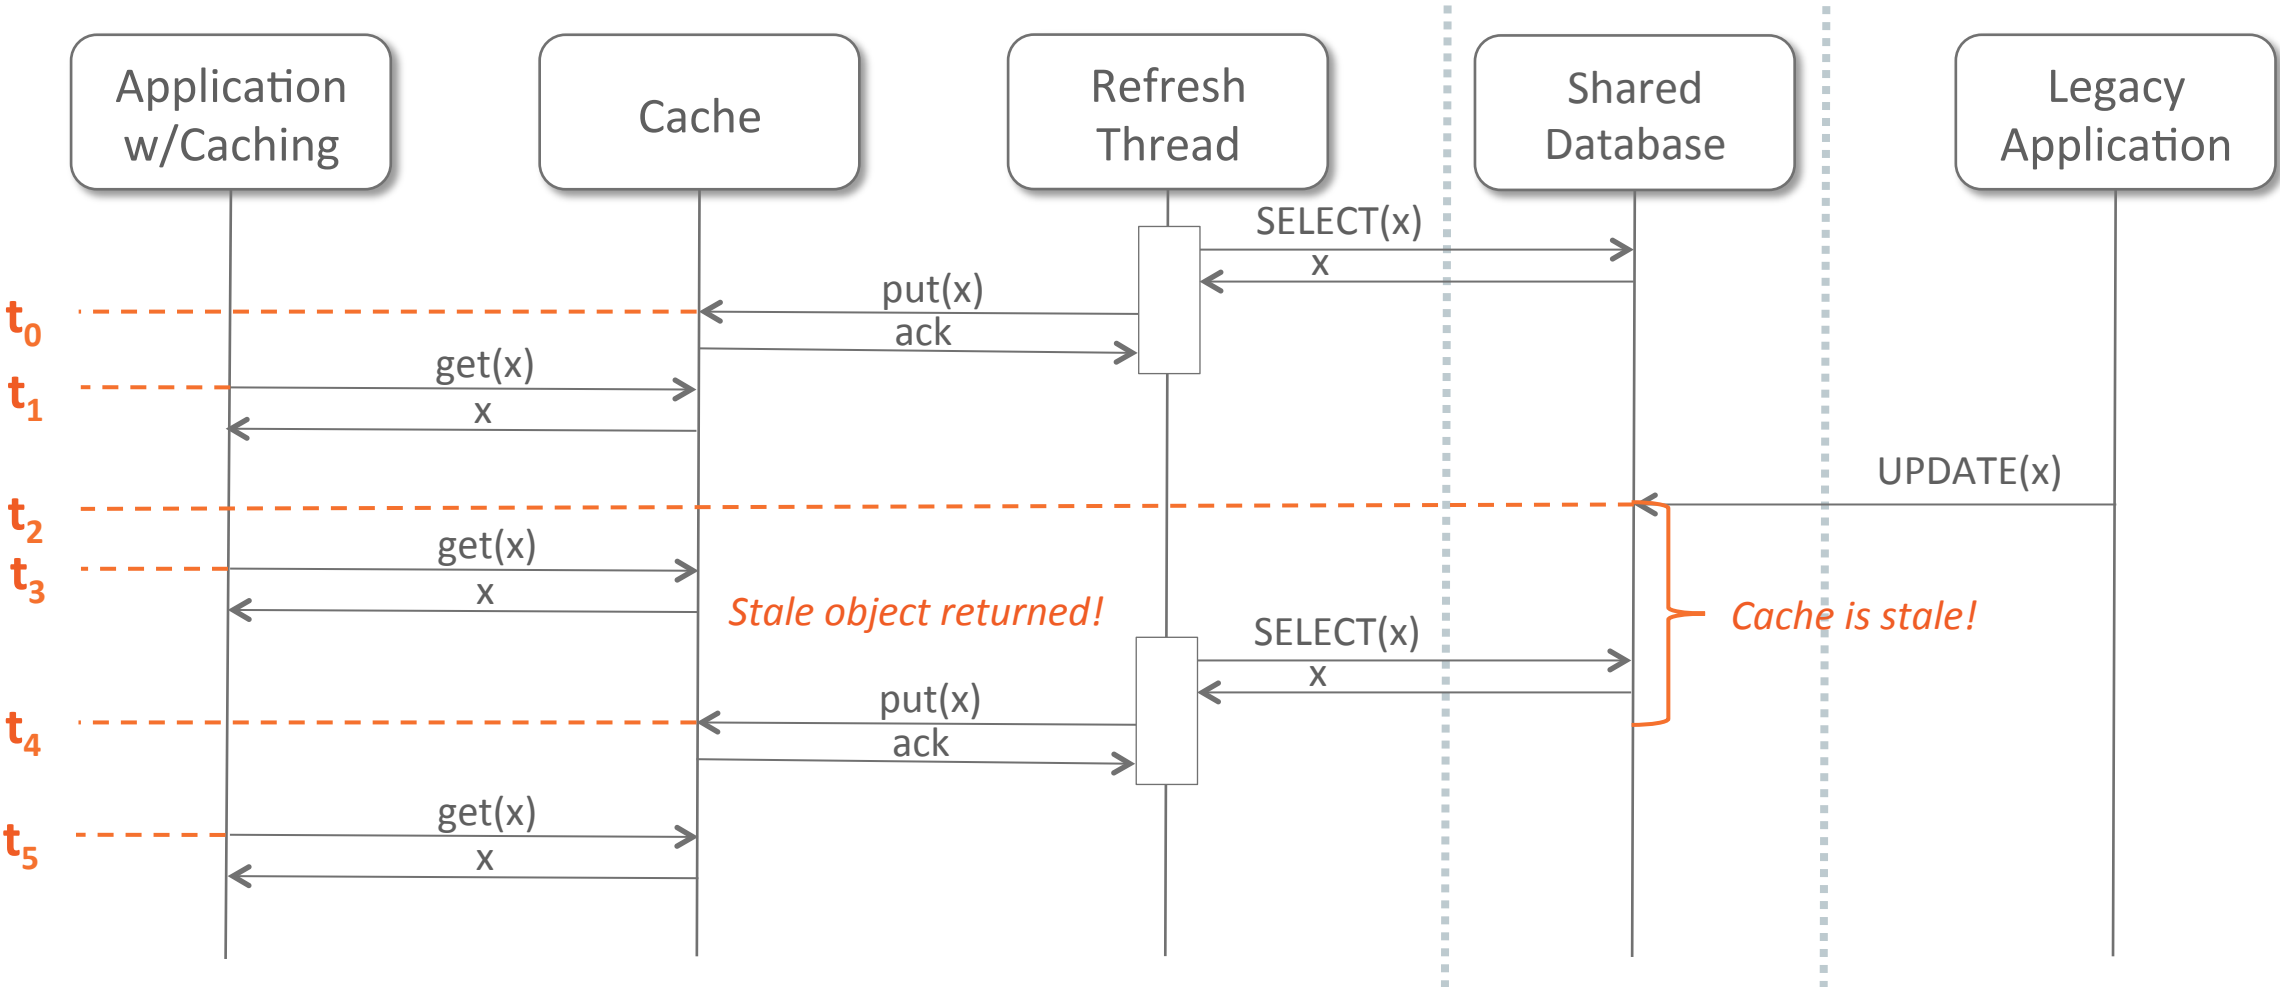 Application
w/Caching
Cache
Refresh
Thread
Shared
Database
Legacy
Application
SELECT(x)
x
put(x)
t0
ack
get(x)
t1
x
UPDATE(x)
t2
get(x)
t3
x
Stale object returned!
Cache is stale!
SELECT(x)
x
put(x)
t4
ack
get(x)
t5
x